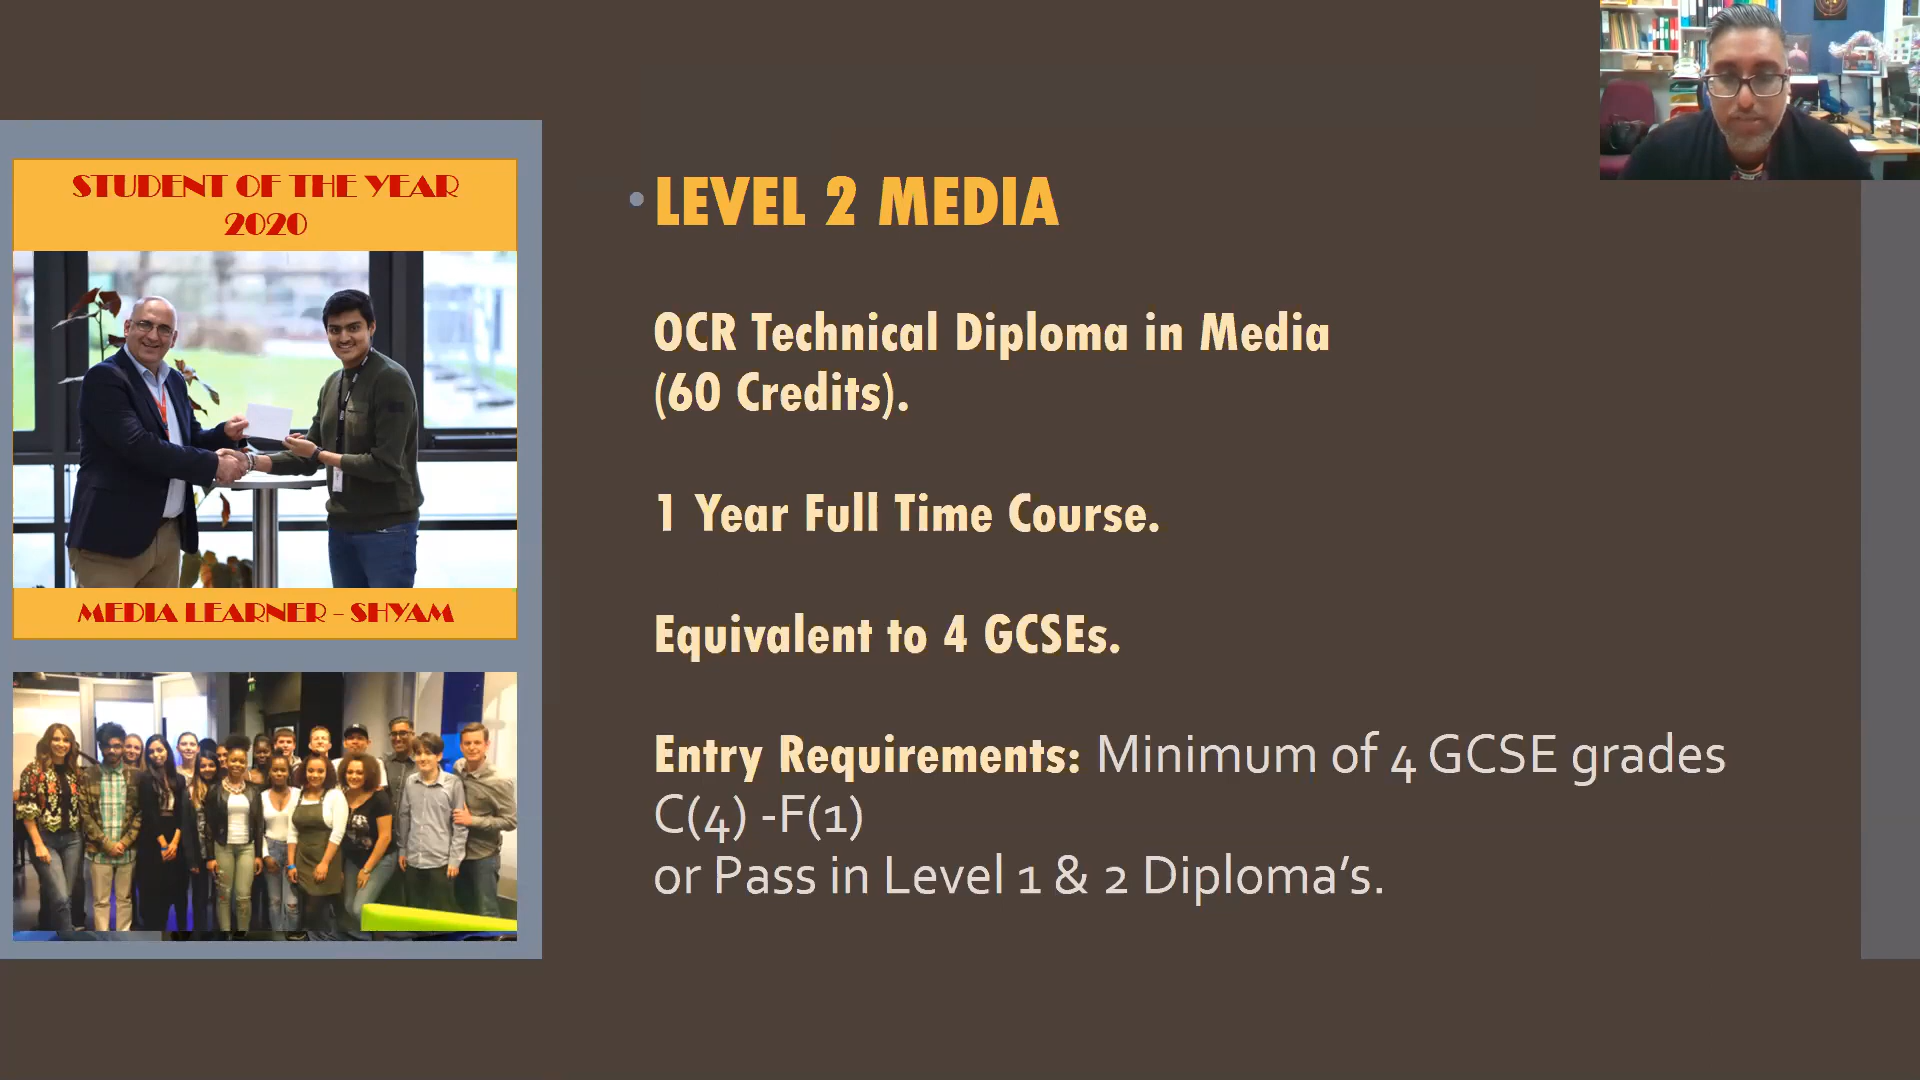 STUDENT OF THE YEAR
2020
MEDIA LEARNER - SHYAM
• LEVEL 2 MEDIA
OCR Technical Diploma in Media
(60 Credits).
1 Year Full Time Course.
Equivalent to 4 GCSEs.
Entry Requirements: Minimum of 4 GCSE grades
C(4) -F(1)
or Pass in Level 1 & 2 Diploma’s.